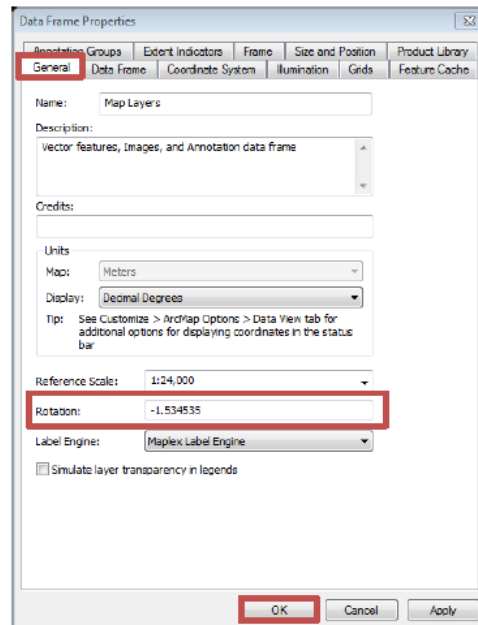 Data Frame Properties
Annotation Groups Extent Indicators Frame Size and Position Product Library
General Data Frame Coordinate System Illumination Grids Feature Cache
Name: Map Layers
Description:
Vector features, Images, and Annotation data frame
Credits:
Units
Map: Meters
Display: Decimal Degrees
Tip: See Customize > ArcMap Options > Data View tab for
additional options for displaying coordinates in the status
bar
Reference Scale: 1:24,000
Rotation: -1.534535
Label Engine: Maplex Label Engine
Simulate layer transparency in legends
OK Cancel Apply